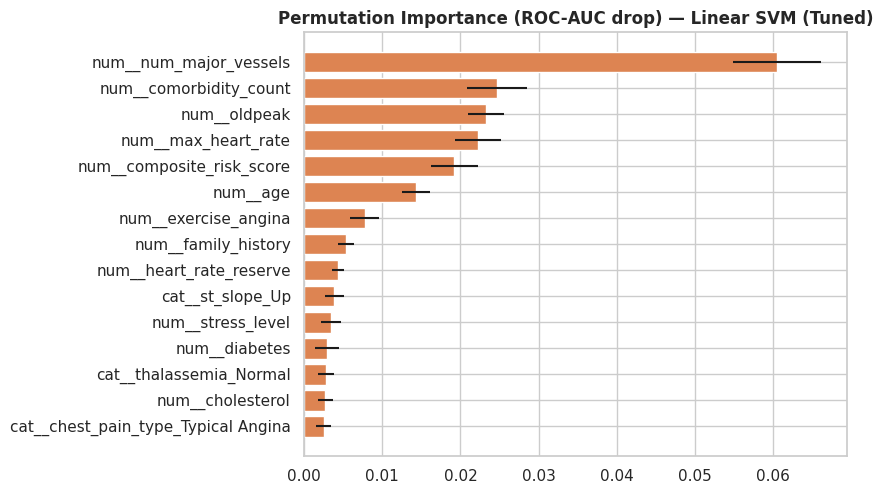 Permutation Importance (ROC-AUC drop) — Linear SVM (Tuned)
num__num_major_vessels
num__comorbidity_count
num__oldpeak
num__max_heart_rate
num__composite_risk_score
num__age
num__exercise_angina
num__family_history
num__heart_rate_reserve
cat__st_slope_Up
num__stress_level
num__diabetes
cat__thalassemia_Normal
num__cholesterol
cat__chest_pain_type_Typical Angina
0.00 0.01 0.02 0.03 0.04 0.05 0.06